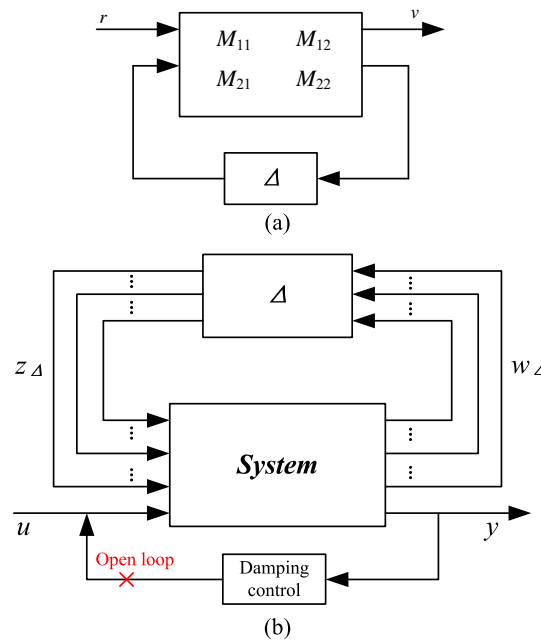 r
v
M11 M12
M21 M22
Δ
(a)
Δ
zΔ
wΔ
System
u
y
Open loop
Damping
control
(b)